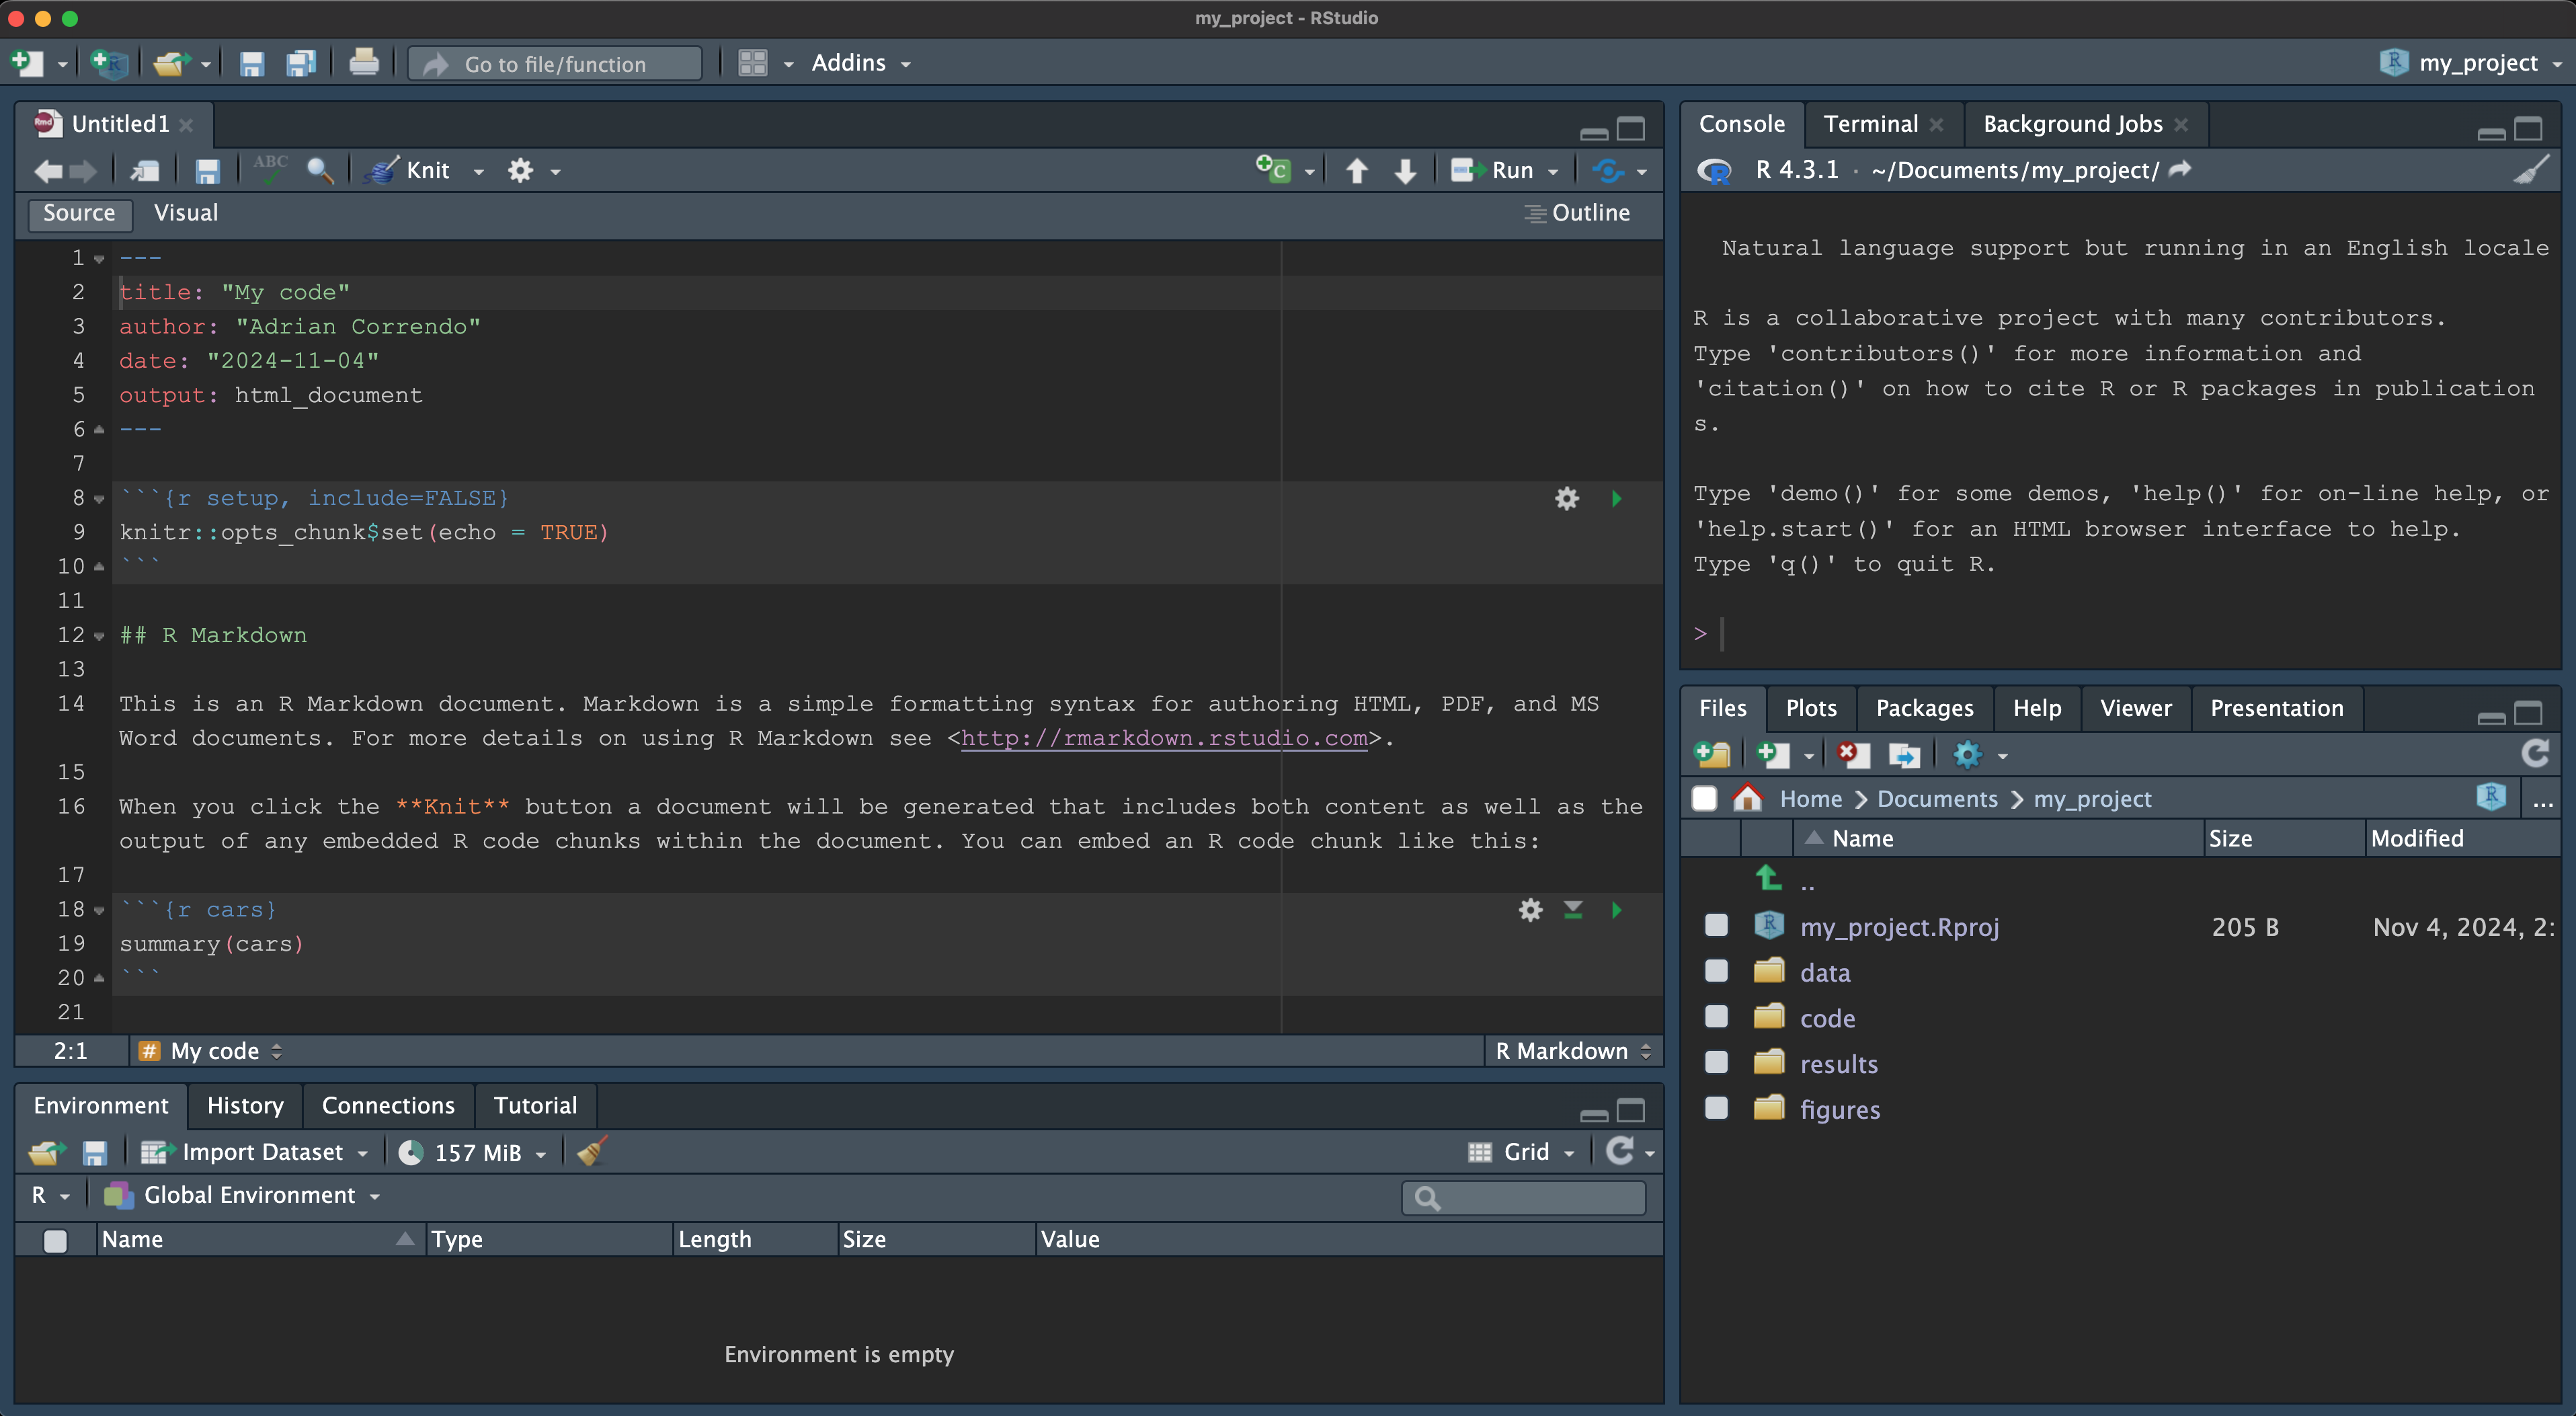 my_project - RStudio
Go to file/function
Addins
my_project
Untitled1
ABC
Knit
Run
Source
Visual
Outline
1 ---
2 title: "My code"
3 author: "Adrian Correndo"
4 date: "2024-11-04"
5 output: html_document
6 ---
7
8 ```{r setup, include=FALSE}
9 knitr::opts_chunk$set(echo = TRUE)
10 ```
11
12 ## R Markdown
13
14 This is an R Markdown document. Markdown is a simple formatting syntax for authoring HTML, PDF, and MS
Word documents. For more details on using R Markdown see <http://rmarkdown.rstudio.com>.
15
16 When you click the **Knit** button a document will be generated that includes both content as well as the
output of any embedded R code chunks within the document. You can embed an R code chunk like this:
17
18 ```{r cars}
19 summary(cars)
20 ```
21
2:1
# My code
R Markdown
Environment
History
Connections
Tutorial
Import Dataset
157 MiB
Grid
R
Global Environment
Name
Type
Length
Size
Value
Environment is empty
Console
Terminal
Background Jobs
R 4.3.1 · ~/Documents/my_project/
Natural language support but running in an English locale
R is a collaborative project with many contributors.
Type 'contributors()' for more information and
'citation()' on how to cite R or R packages in publication
s.
Type 'demo()' for some demos, 'help()' for on-line help, or
'help.start()' for an HTML browser interface to help.
Type 'q()' to quit R.
>
Files
Plots
Packages
Help
Viewer
Presentation
Home
Documents
my_project
...
Name
Size
Modified
..
my_project.Rproj
205 B
Nov 4, 2024, 2:
data
code
results
figures